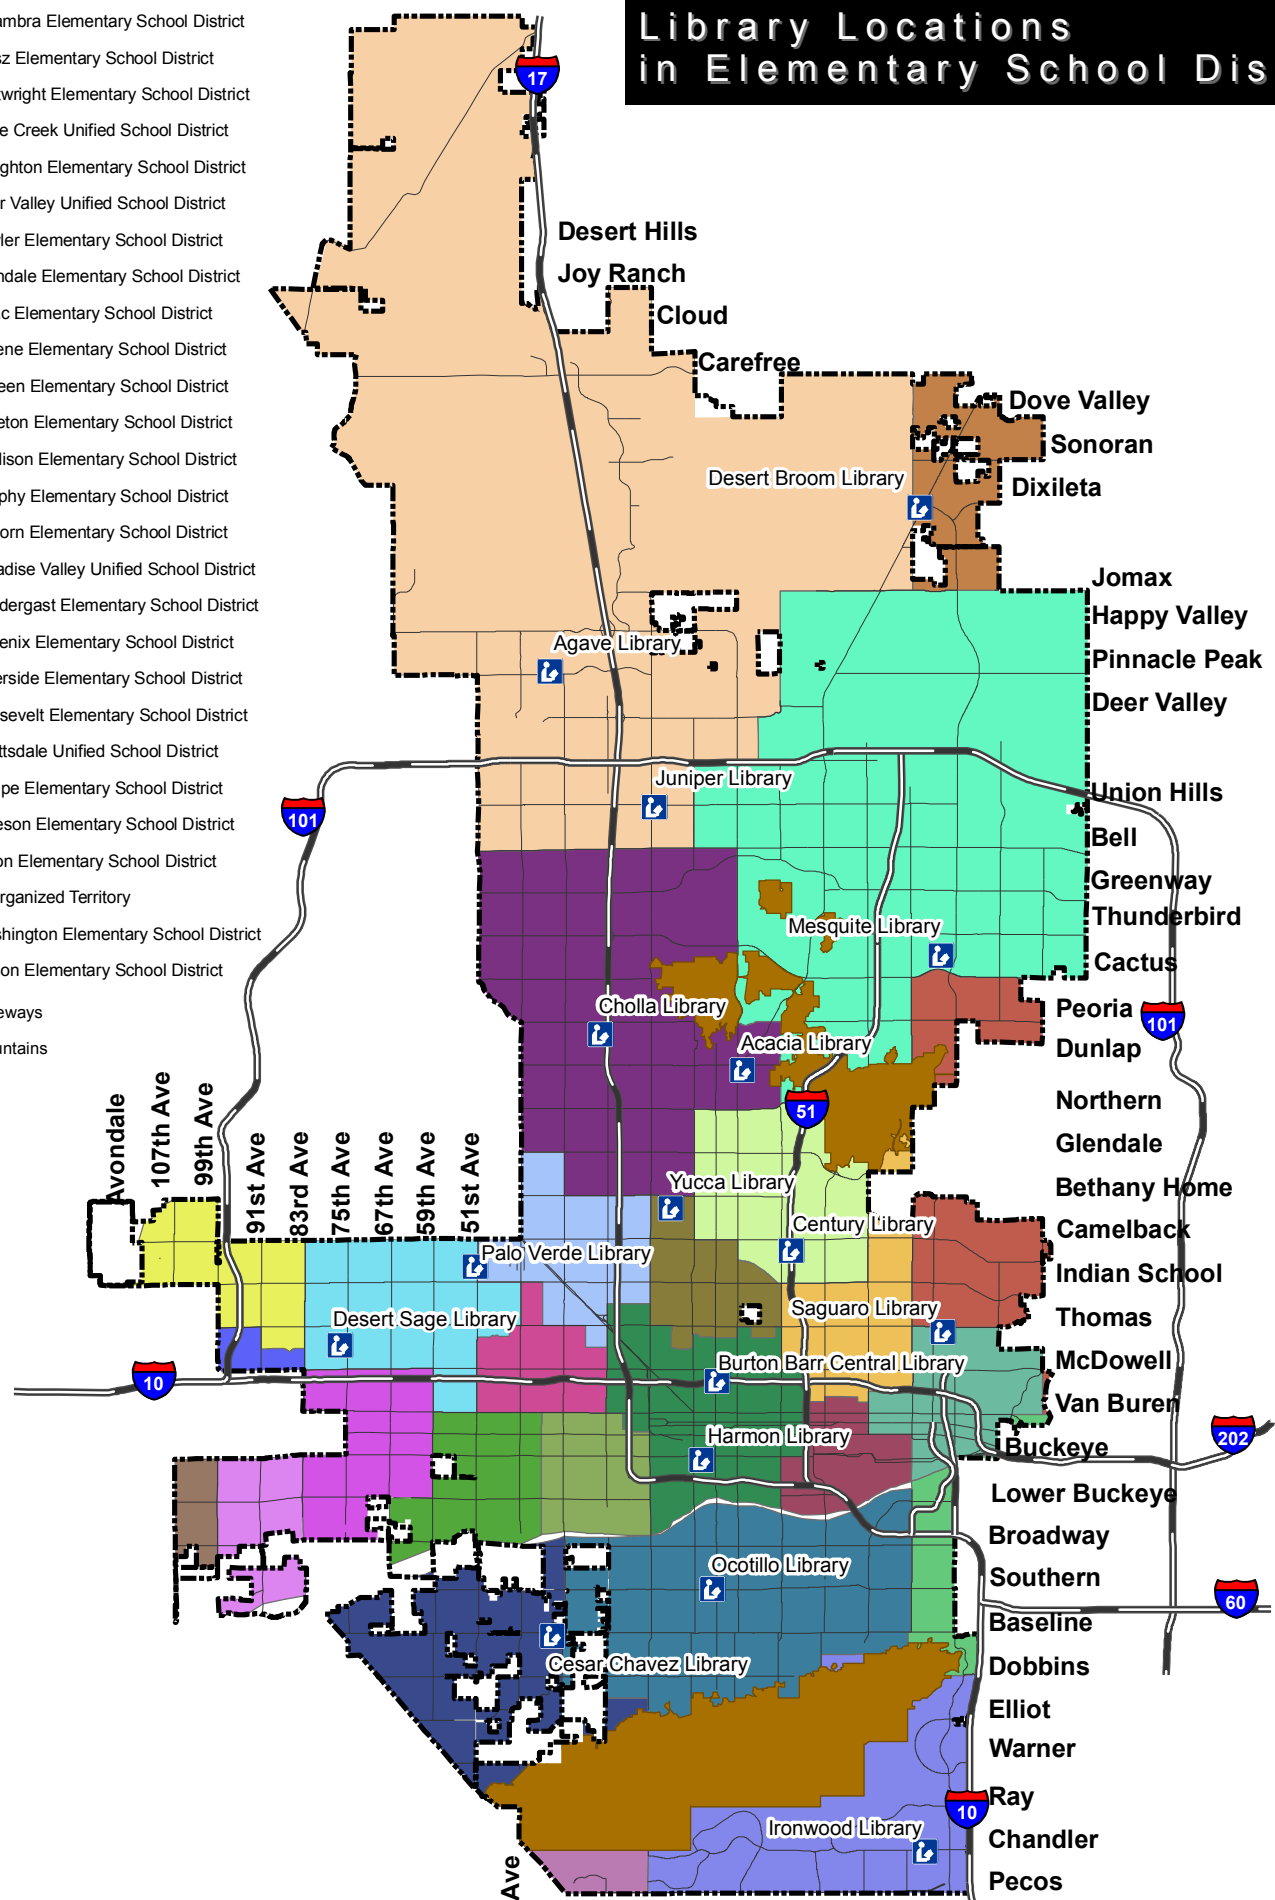 Library Locations
in Elementary School Dis
ambra Elementary School District
sz Elementary School District
twright Elementary School District
e Creek Unified School District
ighton Elementary School District
r Valley Unified School District
ler Elementary School District
ndale Elementary School District
c Elementary School District
ene Elementary School District
een Elementary School District
eton Elementary School District
dison Elementary School District
phy Elementary School District
orn Elementary School District
adise Valley Unified School District
dergast Elementary School District
enix Elementary School District
erside Elementary School District
sevelt Elementary School District
ttsdale Unified School District
pe Elementary School District
eson Elementary School District
on Elementary School District
organized Territory
shington Elementary School District
on Elementary School District
eways
untains
17
Desert Hills
Joy Ranch
Cloud
Carefree
Dove Valley
Sonoran
Desert Broom Library
Dixileta
Jomax
Happy Valley
Agave Library
Pinnacle Peak
Deer Valley
Juniper Library
Union Hills
101
Bell
Greenway
Thunderbird
Mesquite Library
Cactus
Cholla Library
Peoria
101
Acacia Library
Dunlap
Northern
51
Glendale
Avondale
107th Ave
99th Ave
91st Ave
83rd Ave
75th Ave
67th Ave
59th Ave
51st Ave
Yucca Library
Bethany Home
Century Library
Camelback
Palo Verde Library
Indian School
Saguaro Library
Thomas
Desert Sage Library
Burton Barr Central Library
McDowell
10
Van Buren
Harmon Library
Buckeye
202
Lower Buckeye
Broadway
Ocotillo Library
Southern
60
Baseline
Cesar Chavez Library
Dobbins
Elliot
Warner
Ray
10
Ironwood Library
Chandler
Ave
Pecos